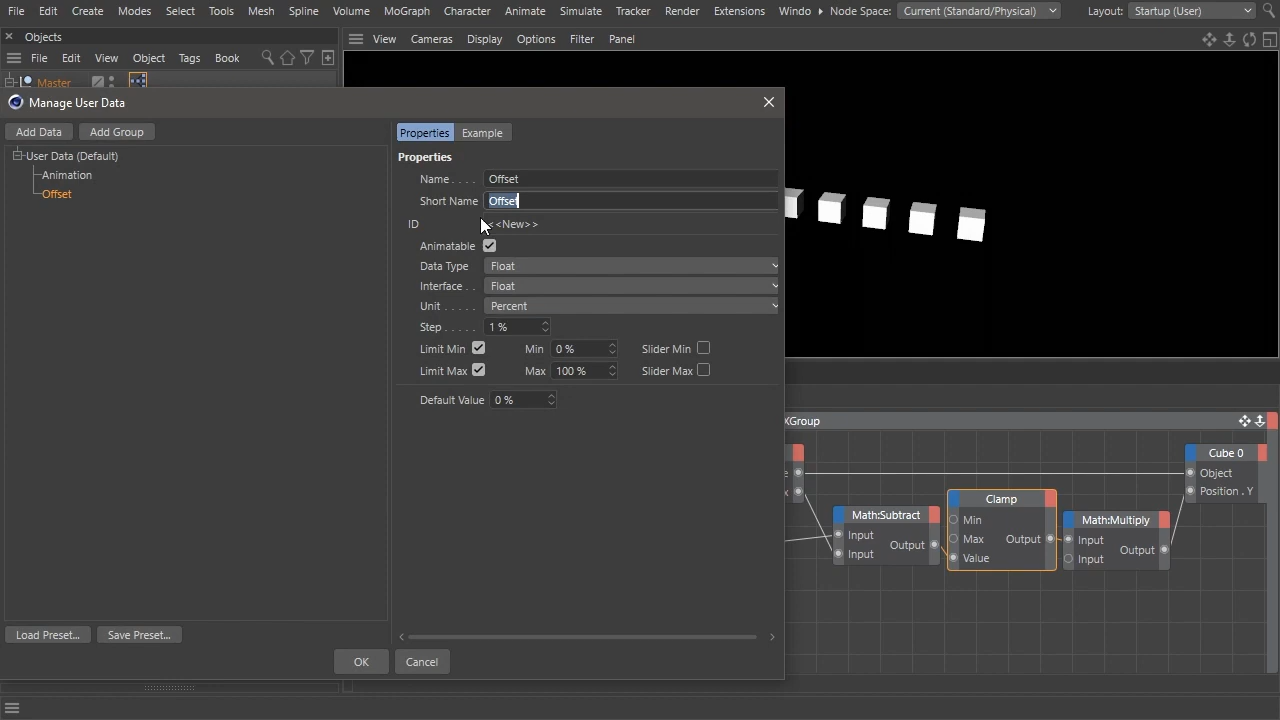 File Edit Create Modes Select Tools Mesh Spline Volume MoGraph Character Animate Simulate Tracker Render Extensions Windo Node Space: Current (Standard/Physical) Layout: Startup (User)
Objects
View Cameras Display Options Filter Panel
File Edit View Object Tags Book
Master
Manage User Data
Add Data Add Group
Properties Example
User Data (Default)
Animation
Offset
Properties
Name . . . . Offset
Short Name Offset
ID <<New>>
Animatable
Data Type Float
Interface . . Float
Unit . . . . . Percent
Step . . . . . 1 %
Limit Min Min 0 % Slider Min
Limit Max Max 100 % Slider Max
Default Value 0 %
Load Preset... Save Preset...
OK Cancel
XGroup
Cube 0
Object
Position . Y
Math:Subtract
Input
Input
Output
Clamp
Min
Max
Output
Value
Math:Multiply
Input
Output
Input